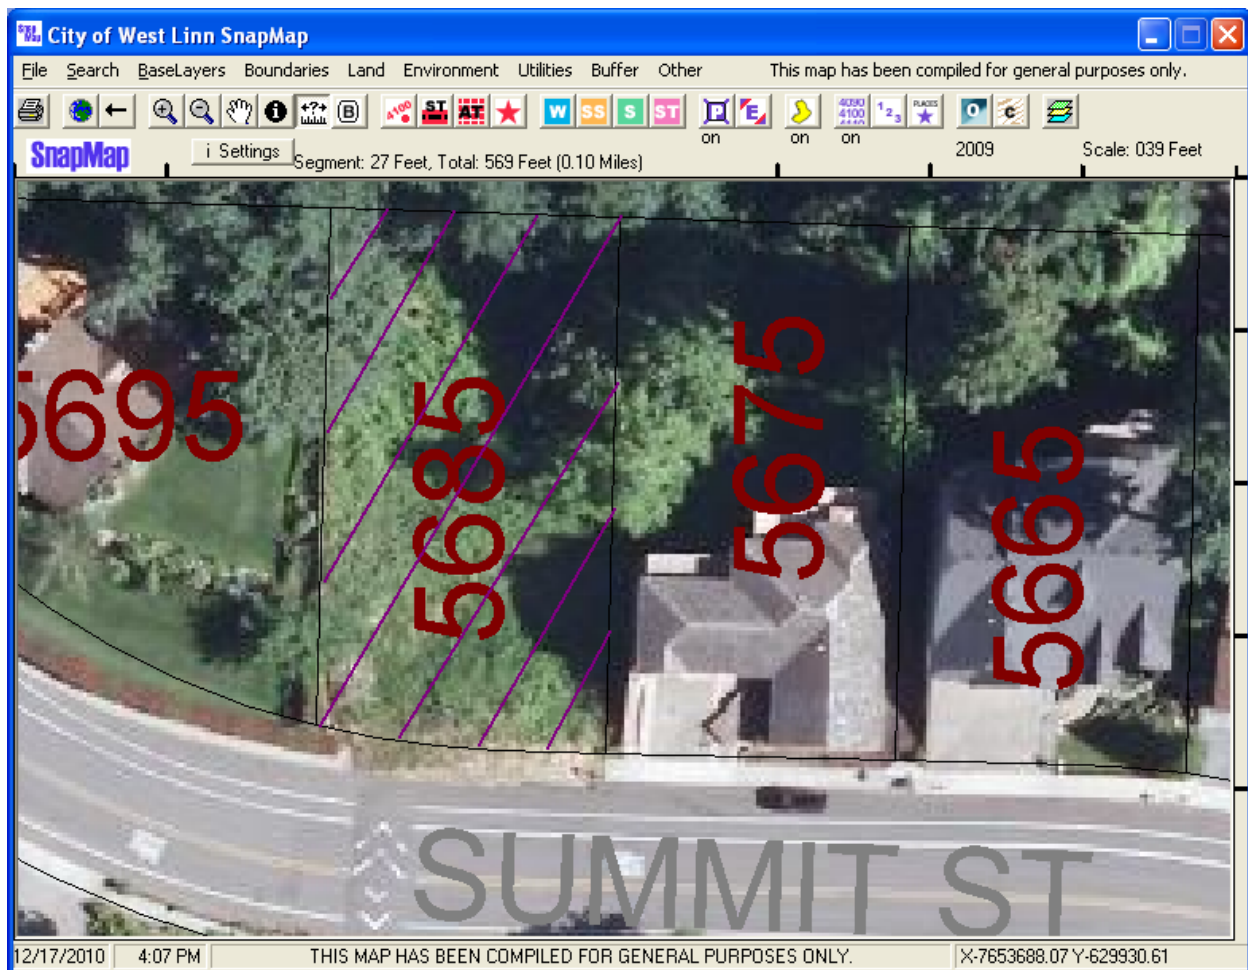 City of West Linn SnapMap
File Search BaseLayers Boundaries Land Environment Utilities Buffer Other This map has been compiled for general purposes only.
W SS S ST
on on on
SnapMap i Settings Segment: 27 Feet, Total: 569 Feet (0.10 Miles) 2009 Scale: 039 Feet
5695
5685
5675
5665
SUMMIT ST
12/17/2010 4:07 PM THIS MAP HAS BEEN COMPILED FOR GENERAL PURPOSES ONLY. X-7653688.07 Y-629930.61